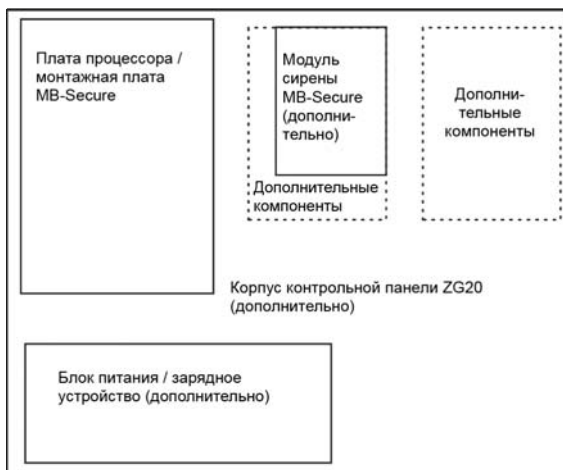 Плата процессора /
монтажная плата
MB-Secure
Модуль
сирены
MB-Secure
(дополни-
тельно)
Дополнительные
компоненты
Дополни-
тельные
компоненты
Корпус контрольной панели ZG20
(дополнительно)
Блок питания / зарядное
устройство (дополнительно)